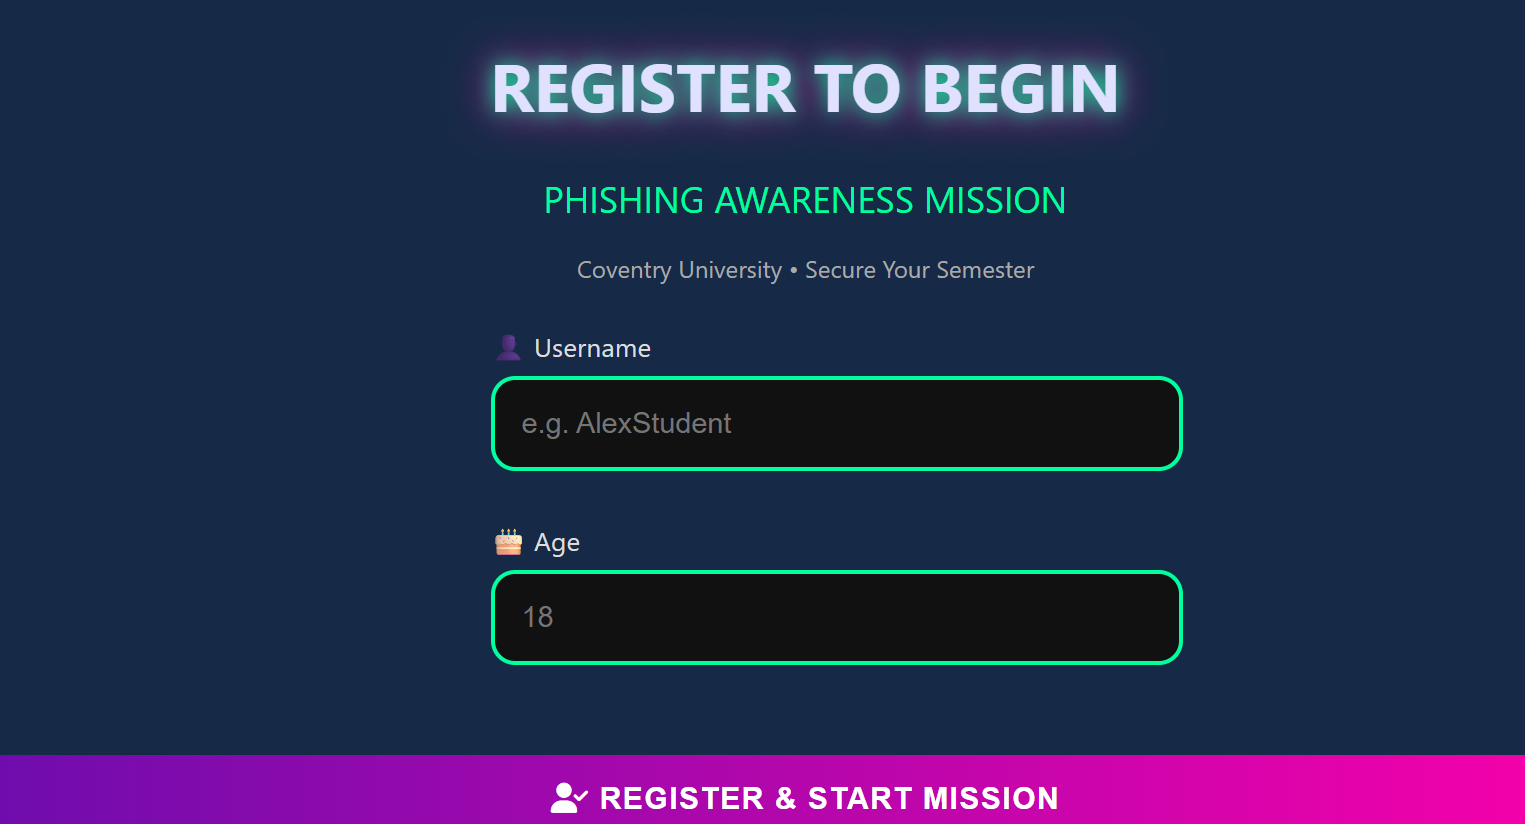 REGISTER TO BEGIN
PHISHING AWARENESS MISSION
Coventry University • Secure Your Semester
Username
e.g. AlexStudent
Age
18
REGISTER & START MISSION